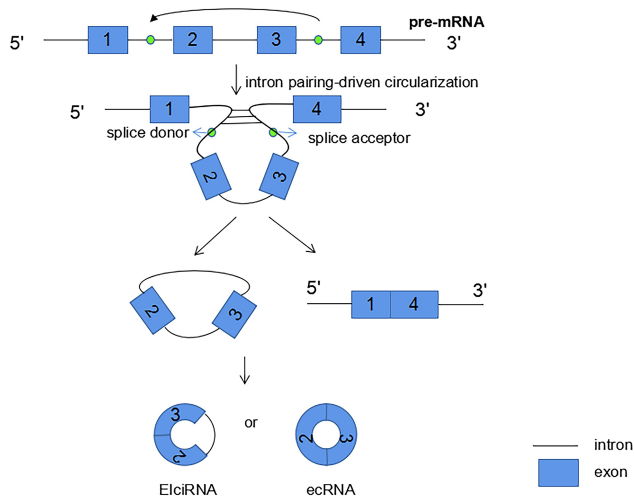 pre-mRNA
5' 1 2 3 4 3'
intron pairing-driven circularization
5' 1 4 3'
splice donor splice acceptor
2 3
5' 3'
2 3 1 4
3 2 or 2 3
EIciRNA ecRNA
intron
exon